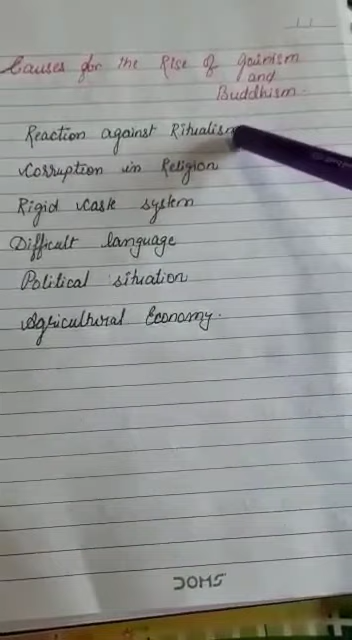 Causes for the Rise of Jainism
and
Buddhism.
Reaction against Ritualism
Corruption in Religion
Rigid Caste system
Difficult language
Political situation
Agricultural Economy.
DOMS